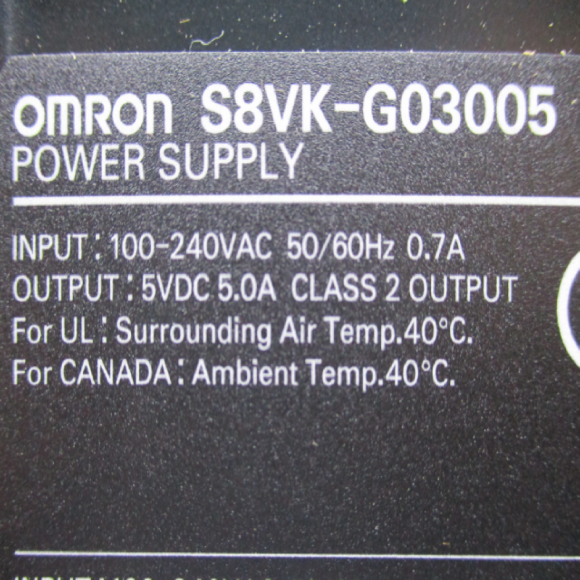 OMRON S8VK-G03005
POWER SUPPLY
INPUT: 100-240VAC 50/60Hz 0.7A
OUTPUT: 5VDC 5.0A CLASS 2 OUTPUT
For UL: Surrounding Air Temp.40°C.
For CANADA: Ambient Temp.40°C.